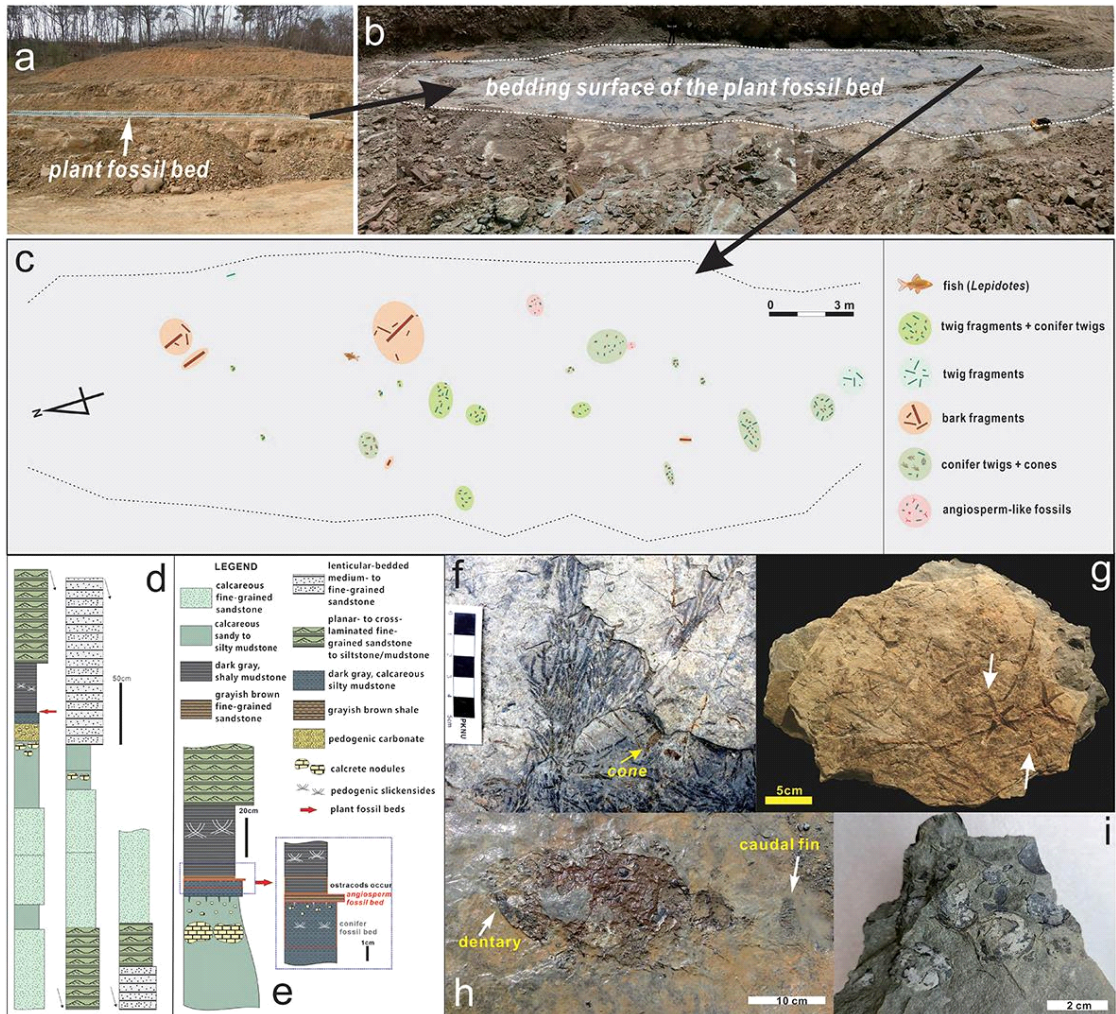 a
plant fossil bed
b
bedding surface of the plant fossil bed
c
N
0 3 m
fish (Lepidotes)
twig fragments + conifer twigs
twig fragments
bark fragments
conifer twigs + cones
angiosperm-like fossils
d
50cm
LEGEND
calcareous
fine-grained
sandstone
calcareous
sandy to
silty mudstone
dark gray,
shaly mudstone
grayish brown
fine-grained
sandstone
lenticular-bedded
medium- to
fine-grained
sandstone
planar- to cross-
laminated fine-
grained sandstone
to siltstone/mudstone
dark gray, calcareous
silty mudstone
grayish brown shale
pedogenic carbonate
calcrete nodules
pedogenic slickensides
plant fossil beds
20cm
ostracods occur
angiosperm
fossil bed
conifer
fossil bed
1cm
e
f
PKNU
cone
g
5cm
h
dentary
caudal fin
10 cm
i
2 cm